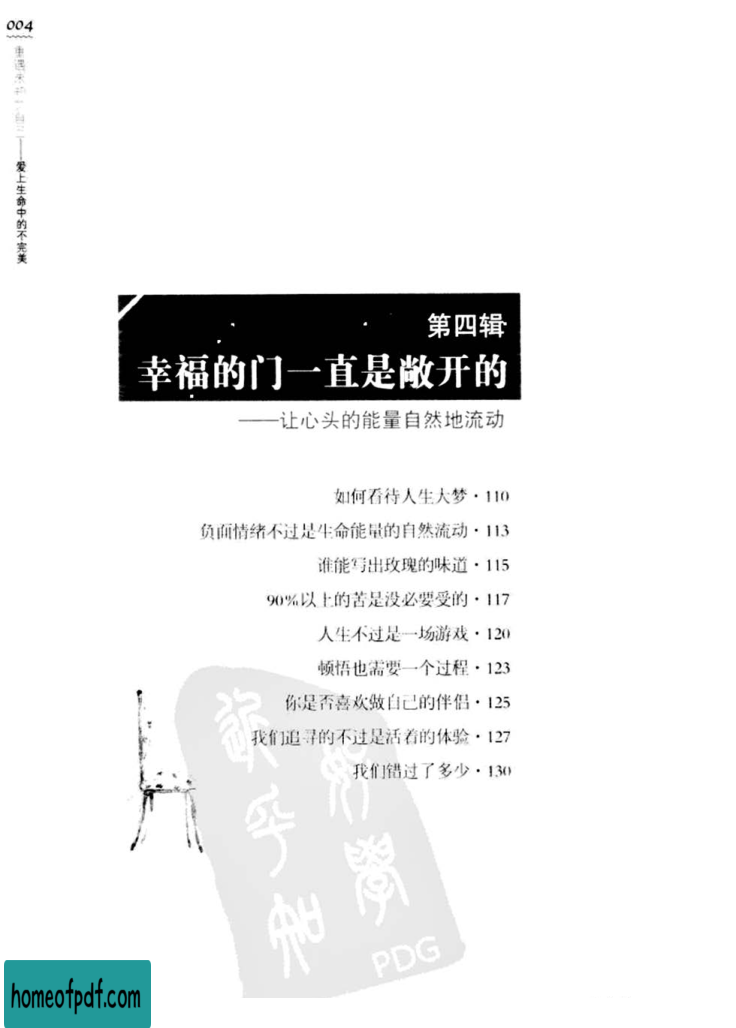 004
重遇未知的自己——爱上生命中的不完美
第四辑
幸福的门一直是敞开的
——让心头的能量自然地流动
如何看待人生大梦·110
负面情绪不过是生命能量的自然流动·113
谁能写出玫瑰的味道·115
90%以上的苦是没必要受的·117
人生不过是一场游戏·120
顿悟也需要一个过程·123
你是否喜欢做自己的伴侣·125
我们追寻的不过是活着的体验·127
我们错过了多少·130
PDG
homeofpdf.com